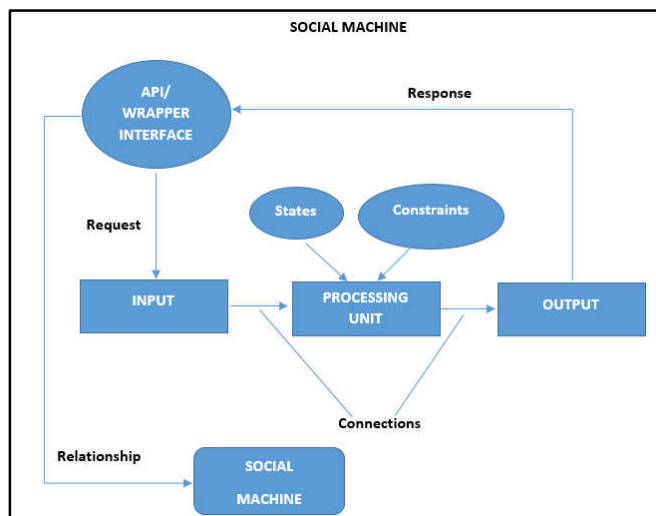 SOCIAL MACHINE
API/
WRAPPER
INTERFACE
Response
Request
States
Constraints
INPUT
PROCESSING
UNIT
OUTPUT
Connections
Relationship
SOCIAL
MACHINE